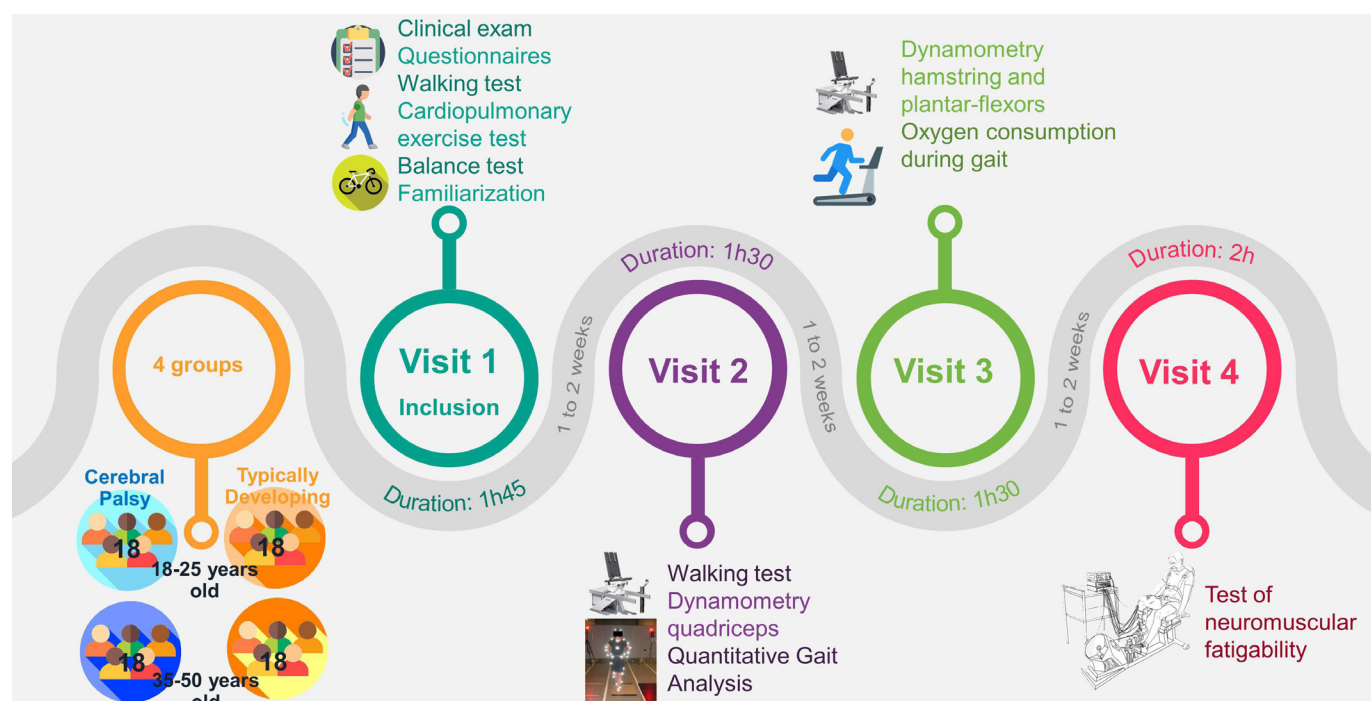 4 groups
Cerebral
Palsy
Typically
Developing
18
18
18-25 years
old
18
18
35-50 years
old
Clinical exam
Questionnaires
Walking test
Cardiopulmonary
exercise test
Balance test
Familiarization
Visit 1
Inclusion
Duration: 1h45
1 to 2 weeks
Duration: 1h30
Visit 2
Walking test
Dynamometry
quadriceps
Quantitative Gait
Analysis
1 to 2 weeks
Dynamometry
hamstring and
plantar-flexors
Oxygen consumption
during gait
Visit 3
Duration: 1h30
1 to 2 weeks
Duration: 2h
Visit 4
Test of
neuromuscular
fatigability